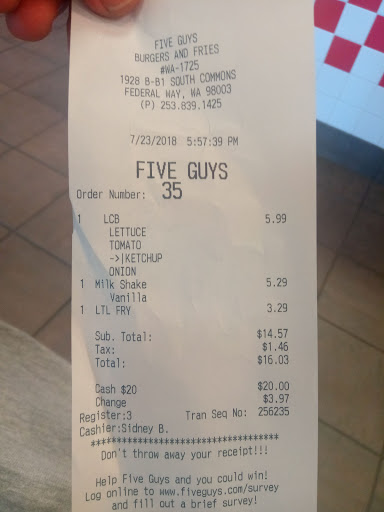 FIVE GUYS
BURGERS AND FRIES
#WA-1725
1928 B-B1 SOUTH COMMONS
FEDERAL WAY, WA 98003
(P) 253.839.1425
7/23/2018 5:57:39 PM
FIVE GUYS
Order Number: 35
1 LCB 5.99
LETTUCE
TOMATO
->|KETCHUP
ONION
1 Milk Shake 5.29
Vanilla
1 LTL FRY 3.29
Sub. Total: $14.57
Tax: $1.46
Total: $16.03
Cash $20 $20.00
Change $3.97
Register:3 Tran Seq No: 256235
Cashier:Sidney B.
***********************************
Don't throw away your receipt!!!
Help Five Guys and you could win!
Log online to www.fiveguys.com/survey
and fill out a brief survey!